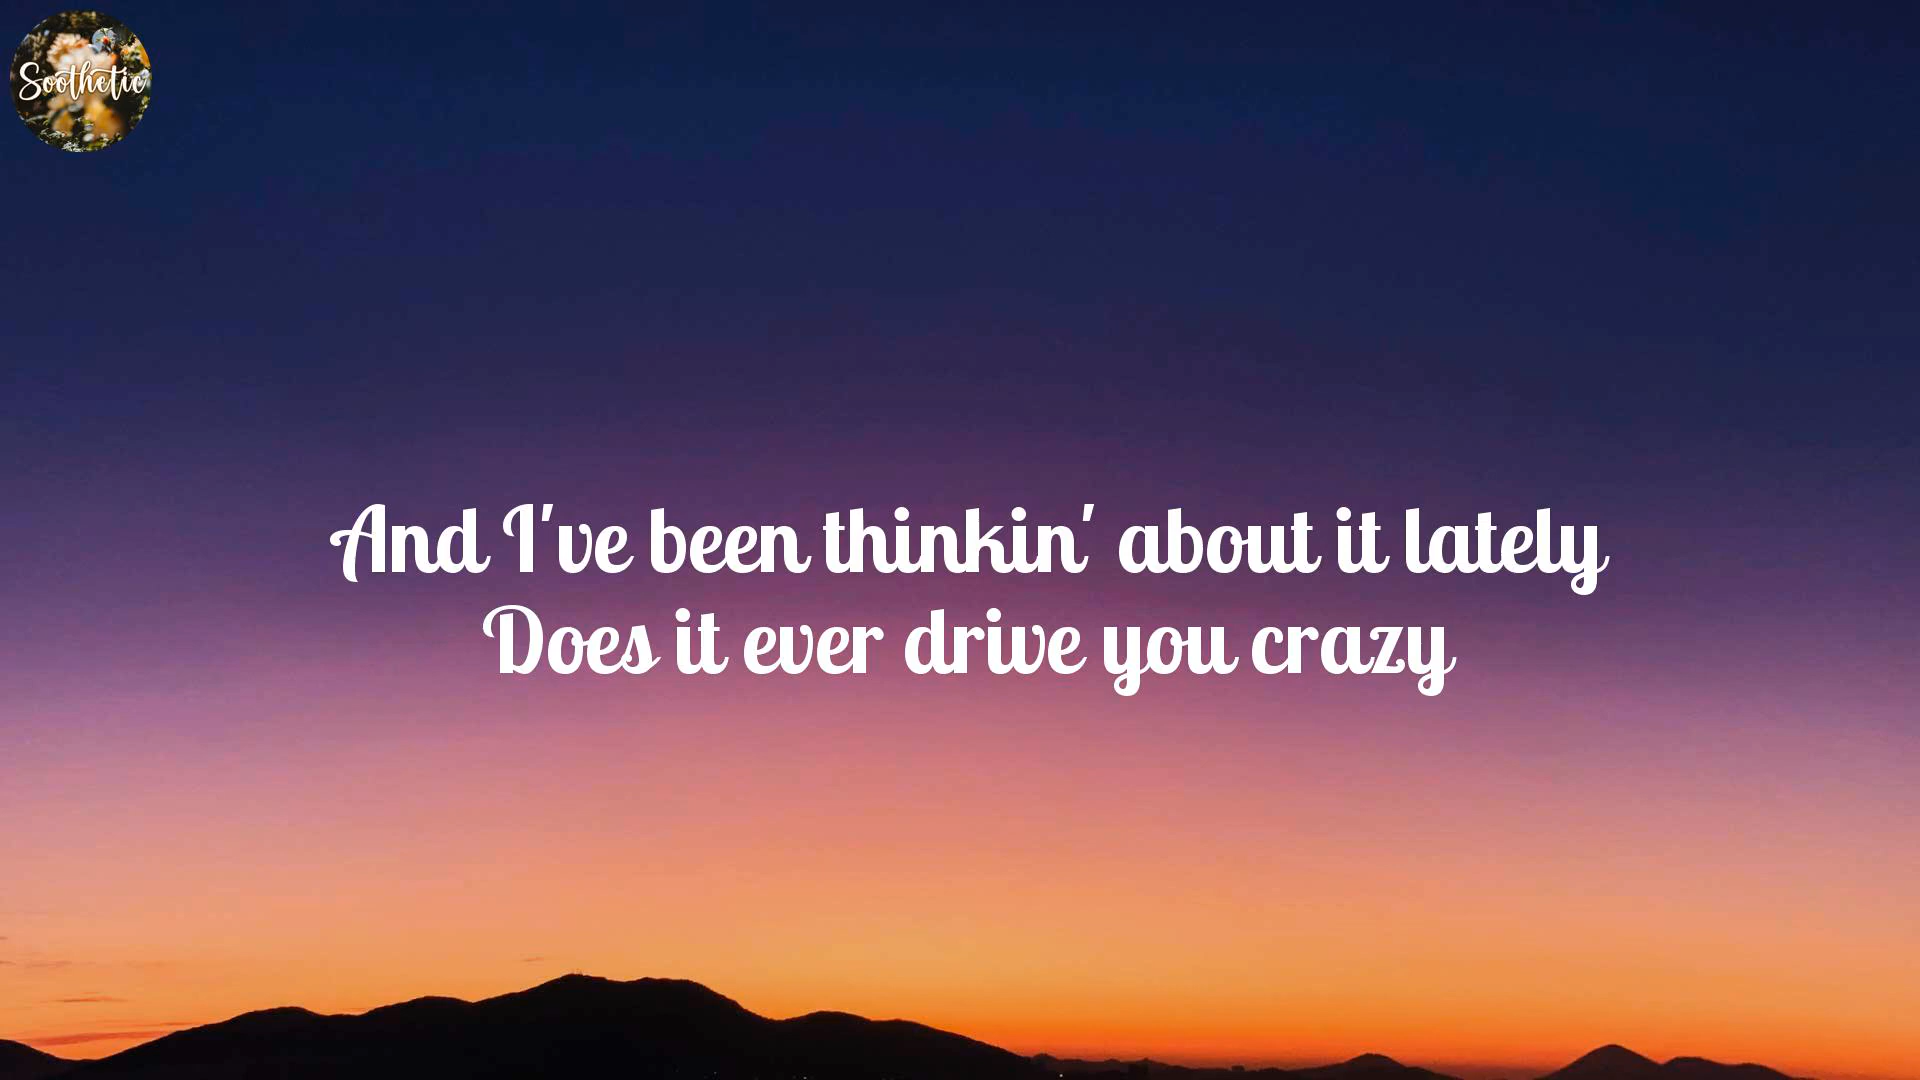 Soothetic
And I've been thinkin' about it lately
Does it ever drive you crazy